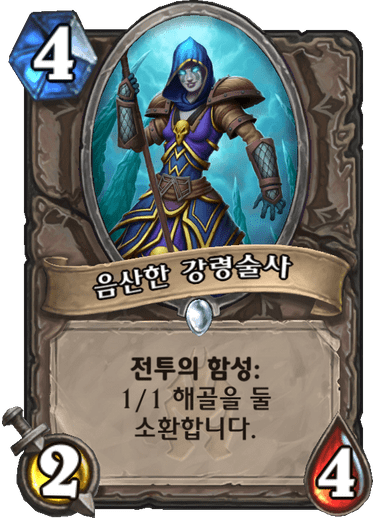 4
음산한 강령술사
전투의 함성:
1/1 해골을 둘
소환합니다.
2
4